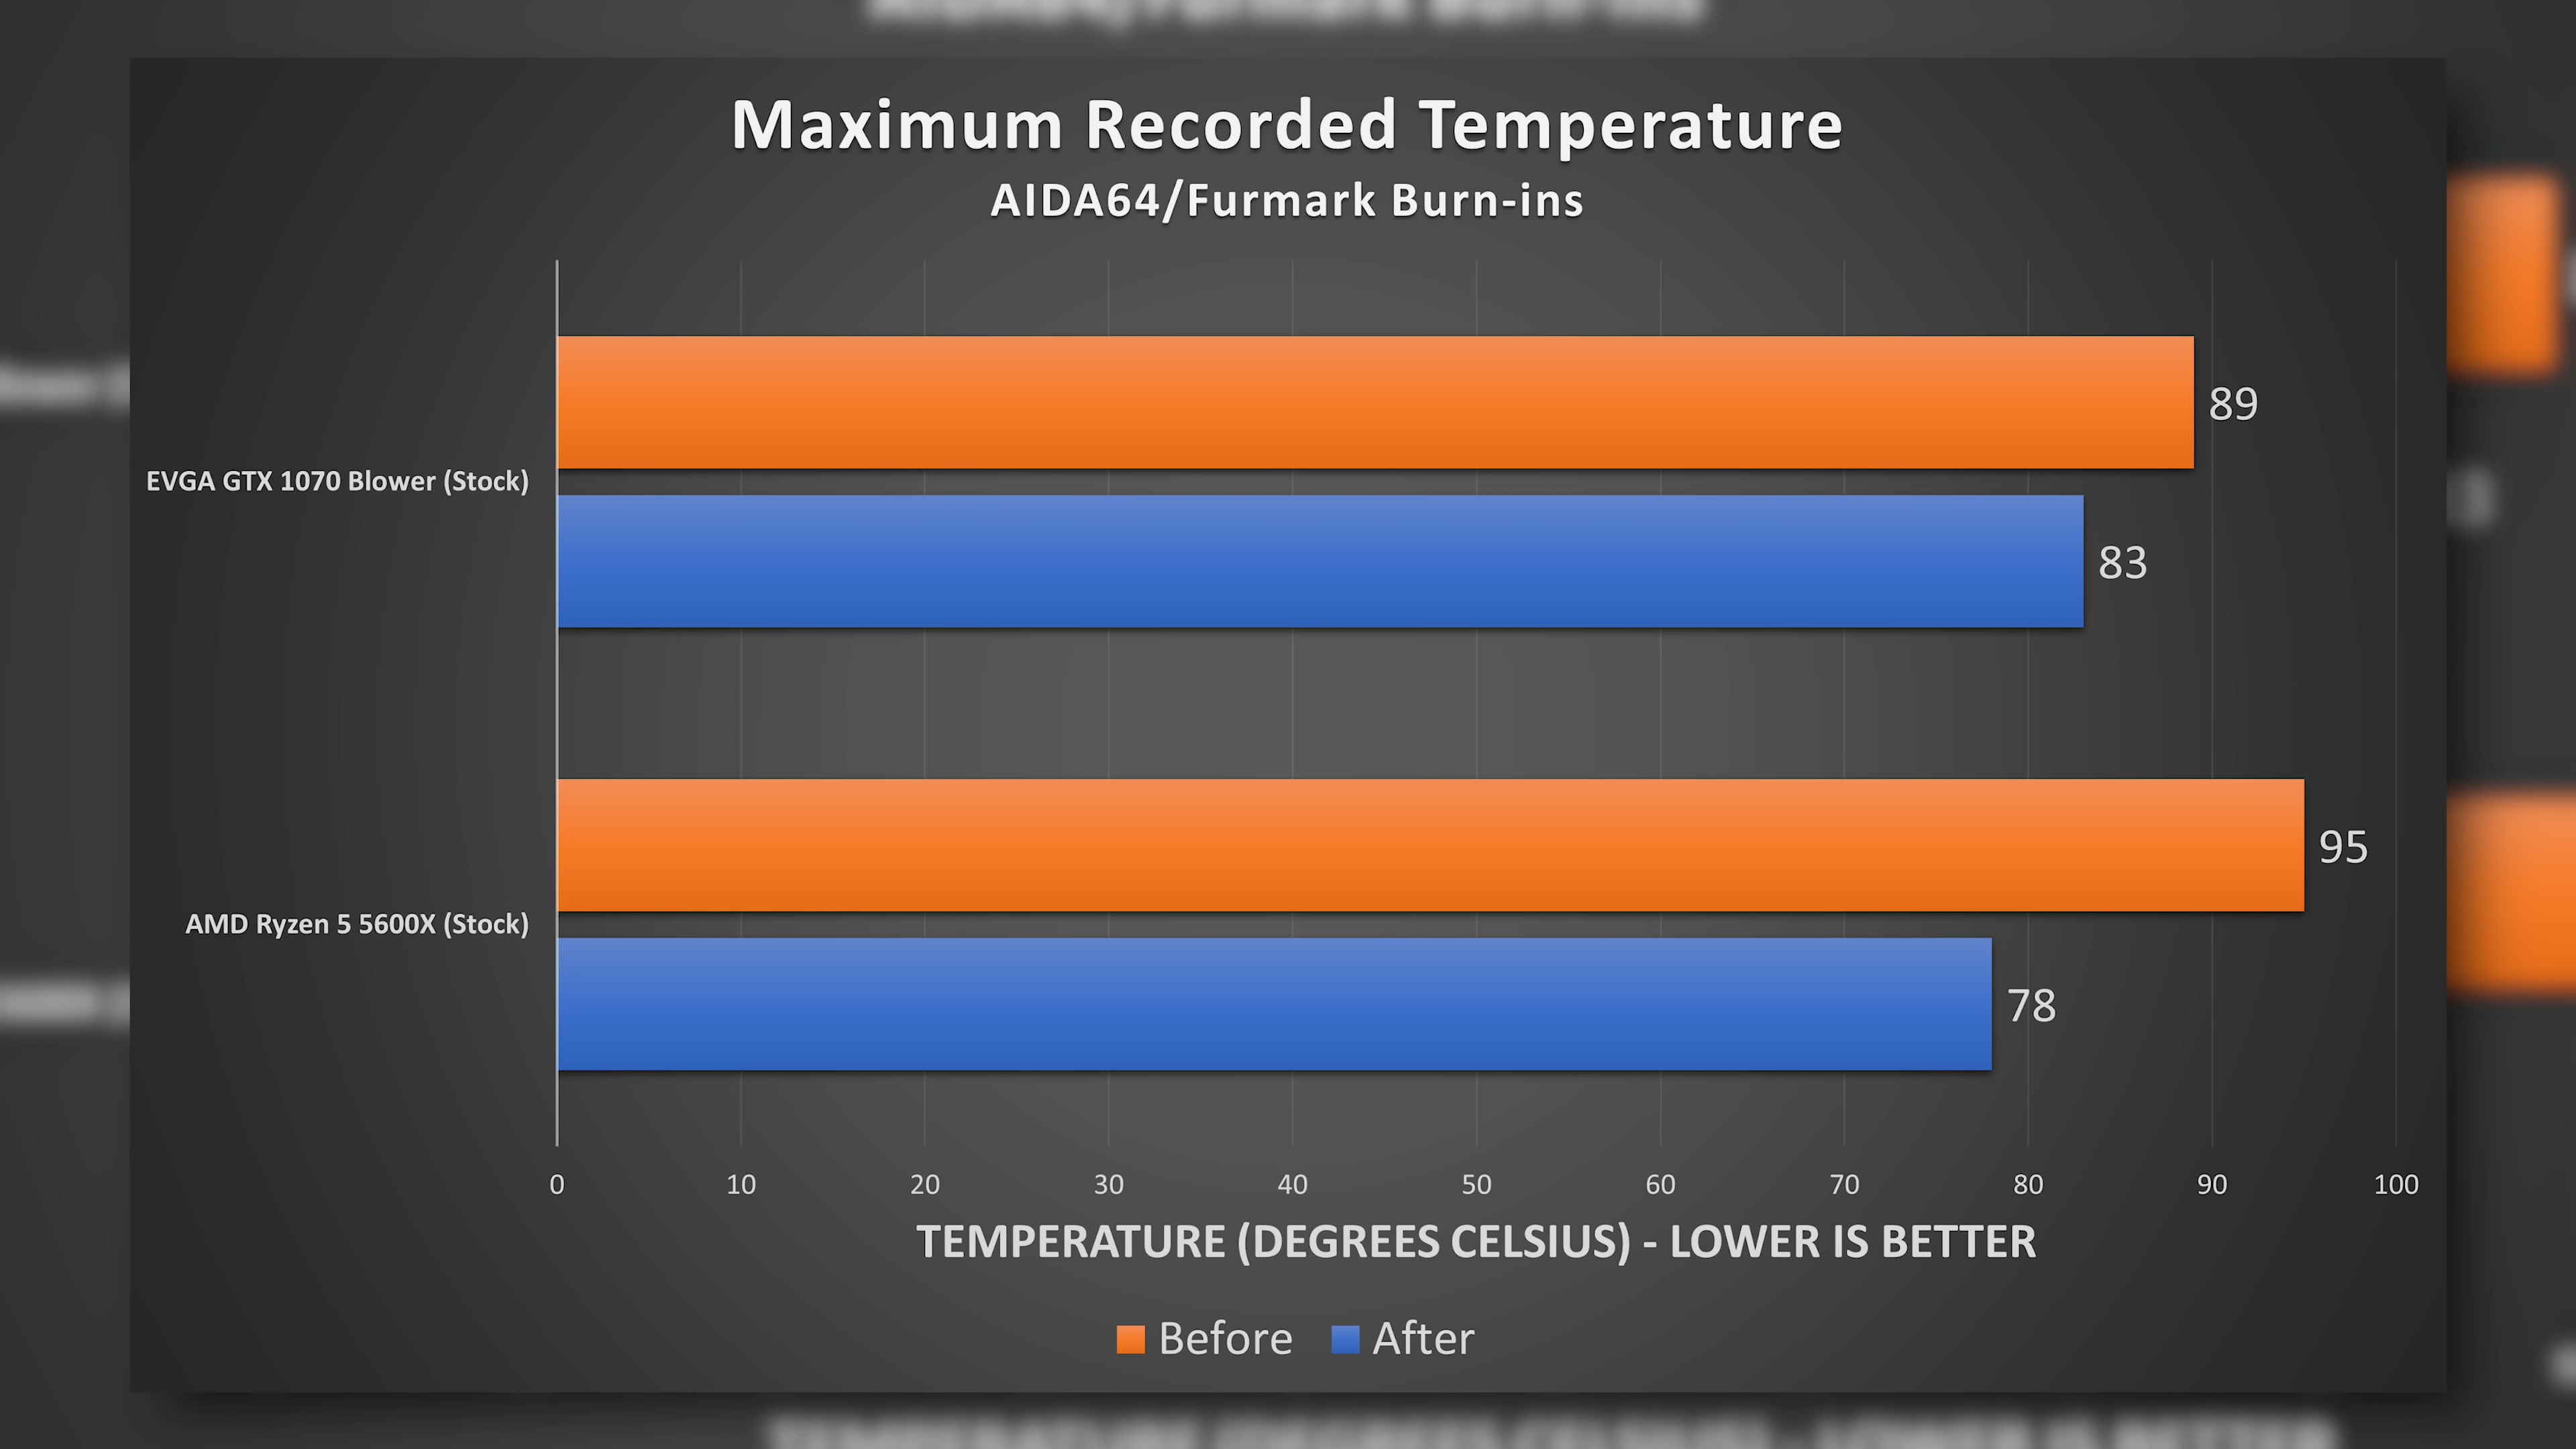 Maximum Recorded Temperature
AIDA64/Furmark Burn-ins
89
EVGA GTX 1070 Blower (Stock)
83
95
AMD Ryzen 5 5600X (Stock)
78
0 10 20 30 40 50 60 70 80 90 100
TEMPERATURE (DEGREES CELSIUS) - LOWER IS BETTER
Before After